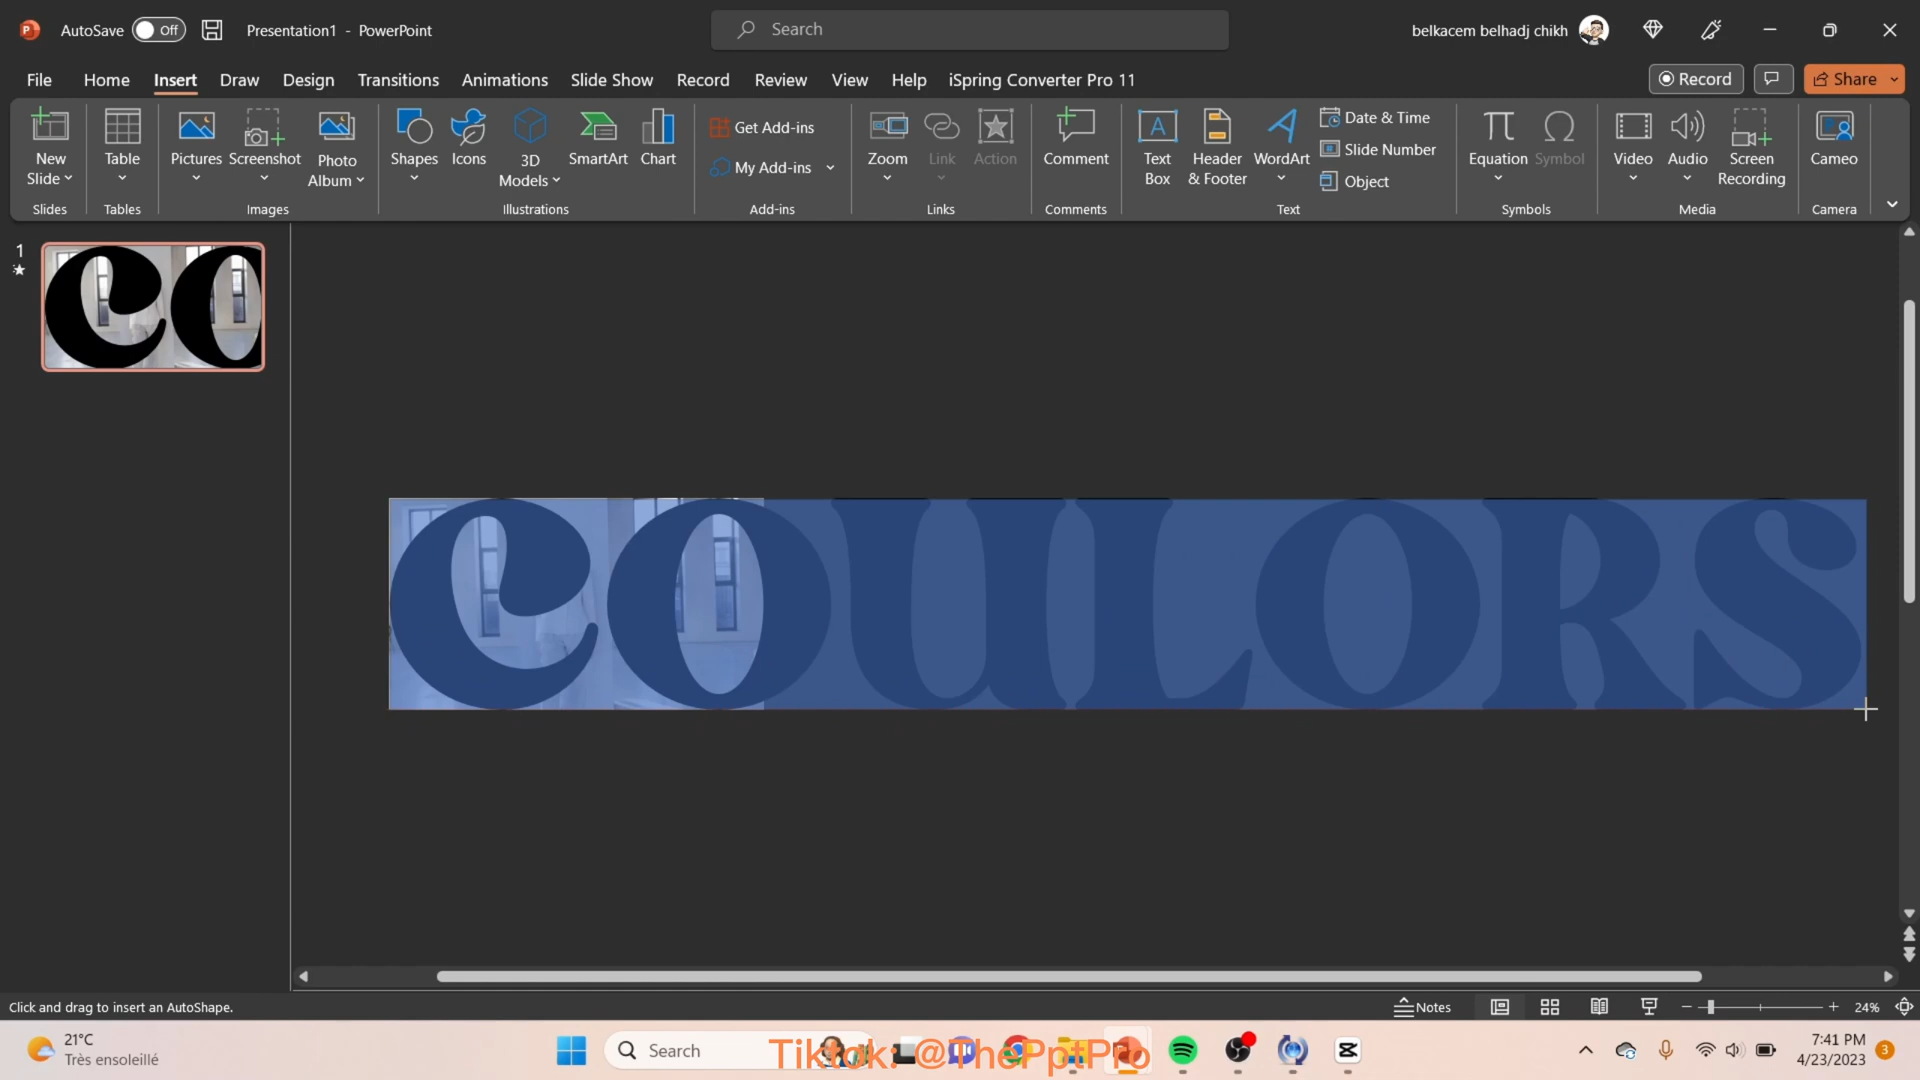 AutoSave Off Presentation1 - PowerPoint Search belkacem belhadj chikh
File Home Insert Draw Design Slide Show Transitions Animations Record Review View Help iSpring Converter Pro 11 Record Share
New Slide
Table
Pictures
Screenshot
Photo Album
Shapes
Icons
3D Models
SmartArt
Chart
Get Add-ins
My Add-ins
Zoom
Link
Action
Comment
Text Box
Header & Footer
WordArt
Date & Time
Slide Number
Object
Equation
Symbol
Video
Audio
Screen Recording
Cameo
Slides Tables Images Illustrations Add-ins Links Comments Text Symbols Media Camera
1
CO
COULORS
Click and drag to insert an AutoShape. Notes 24%
21°C
Très ensoleillé
Search
Tiktok: @ThePptPro
7:41 PM
4/23/2023
3